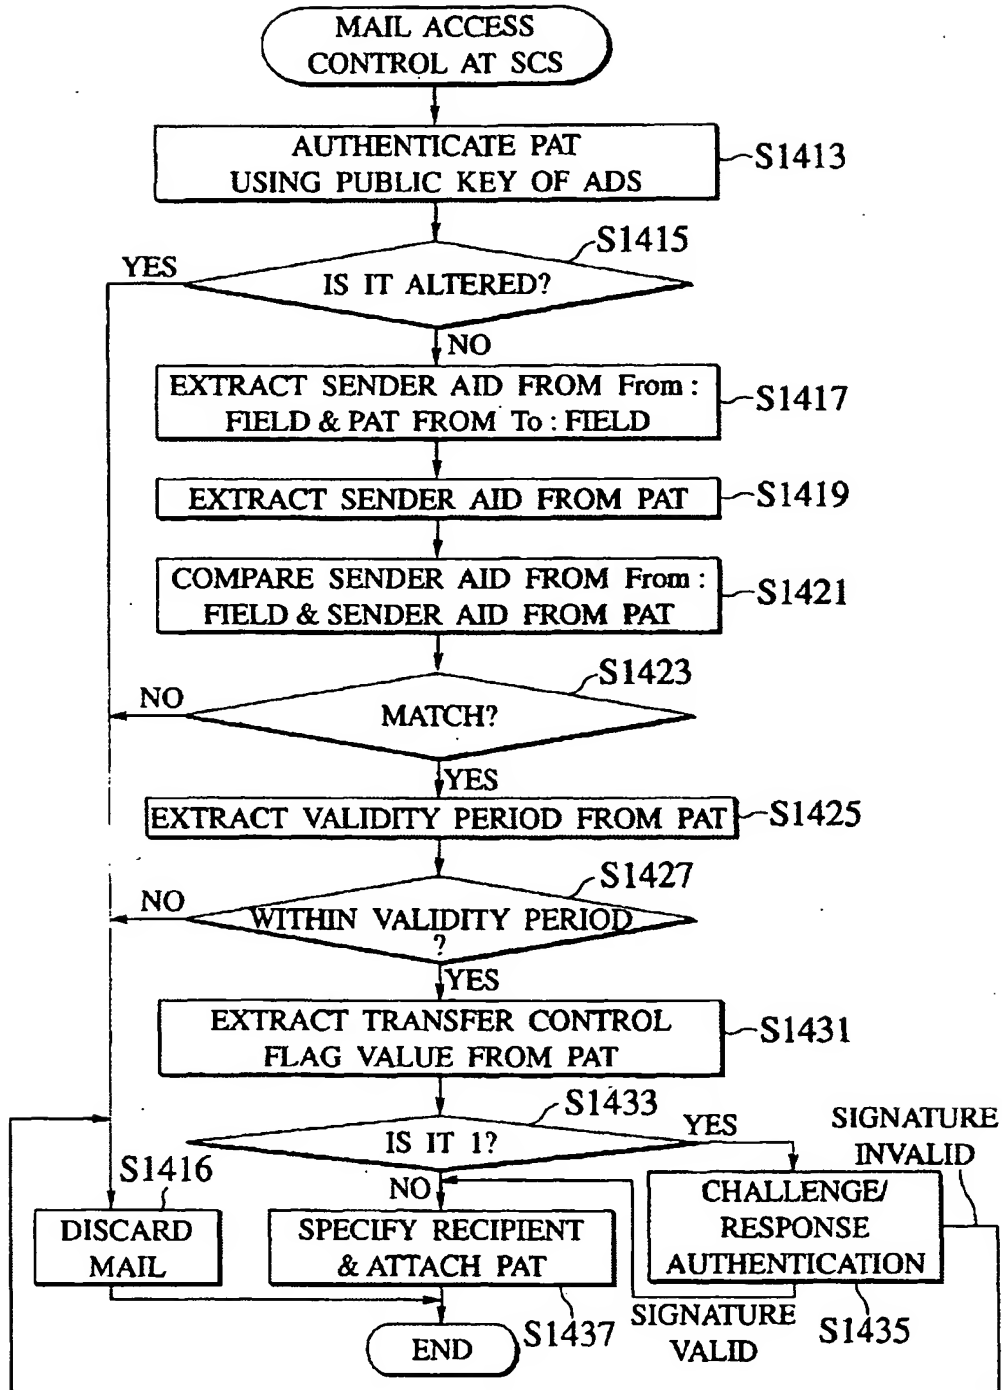 MAIL ACCESS
CONTROL AT SCS
AUTHENTICATE PAT
USING PUBLIC KEY OF ADS
S1413
S1415
YES
IS IT ALTERED?
NO
EXTRACT SENDER AID FROM From :
FIELD & PAT FROM To : FIELD
S1417
EXTRACT SENDER AID FROM PAT
S1419
COMPARE SENDER AID FROM From :
FIELD & SENDER AID FROM PAT
S1421
S1423
NO
MATCH?
YES
EXTRACT VALIDITY PERIOD FROM PAT
S1425
S1427
NO
WITHIN VALIDITY PERIOD
?
YES
EXTRACT TRANSFER CONTROL
FLAG VALUE FROM PAT
S1431
S1433
IS IT 1?
YES
SIGNATURE
INVALID
S1416
NO
DISCARD
MAIL
SPECIFY RECIPIENT
& ATTACH PAT
CHALLENGE/
RESPONSE
AUTHENTICATION
S1437
SIGNATURE
VALID
S1435
END